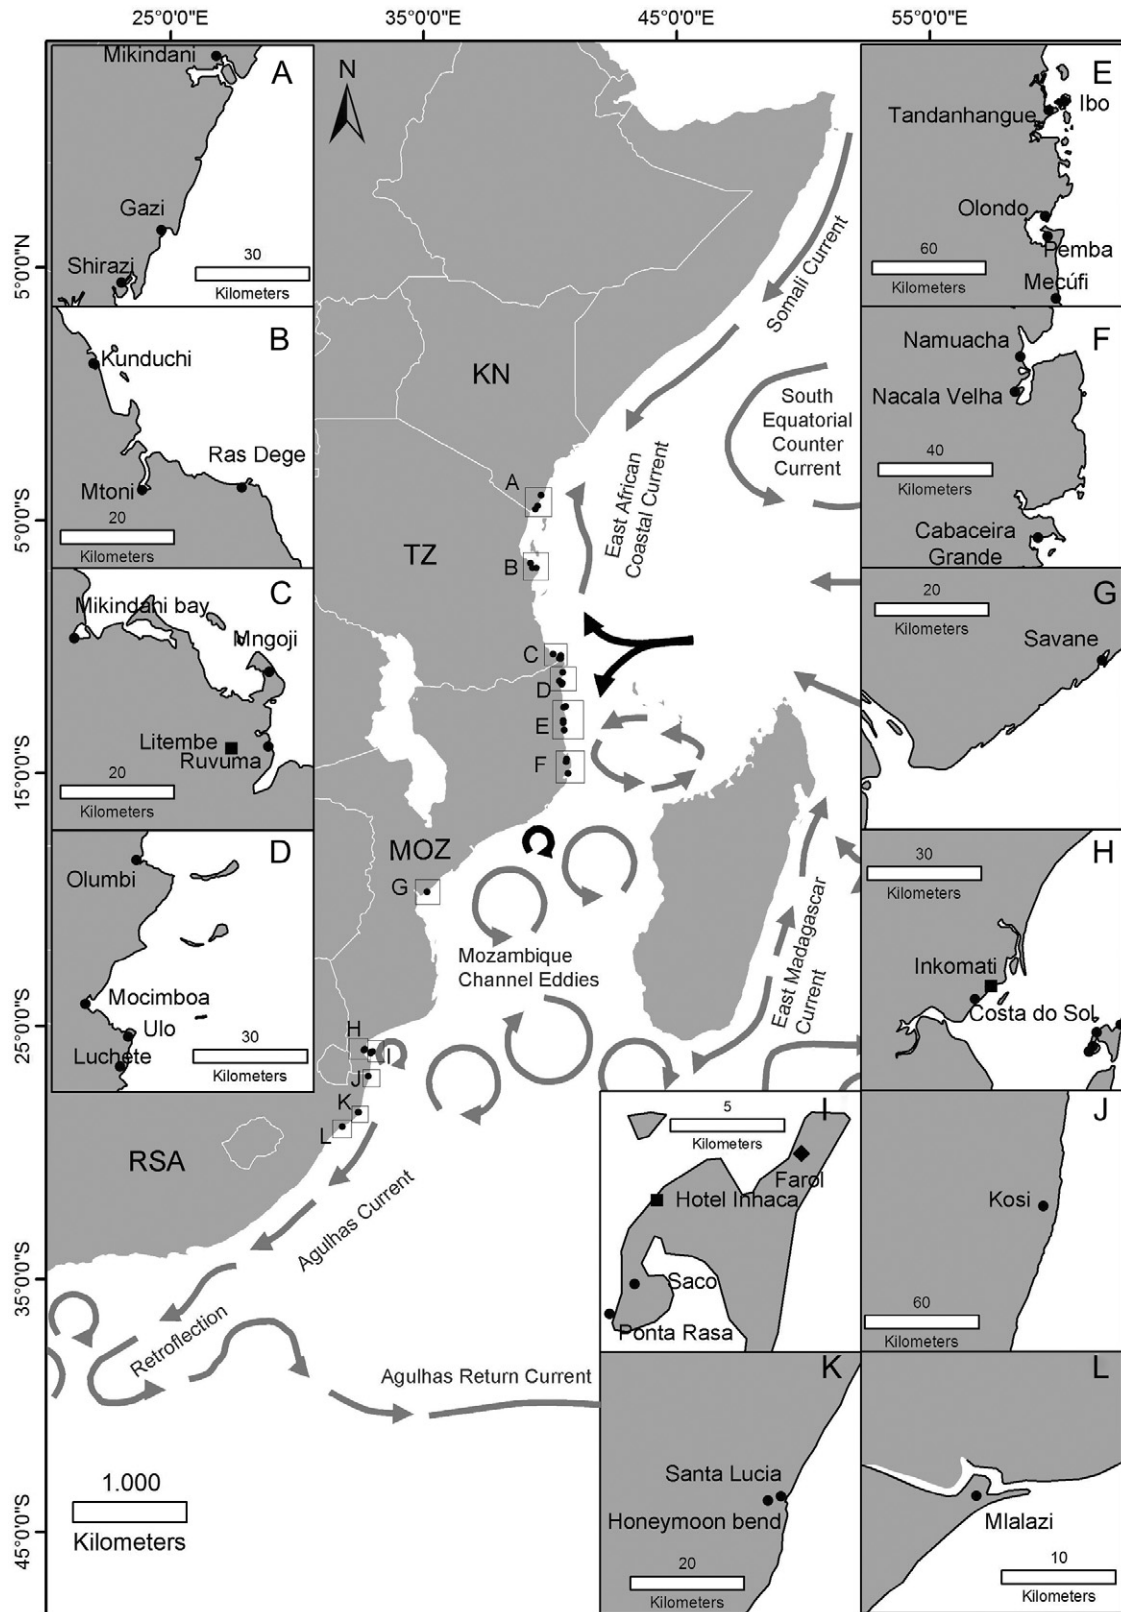 25°0'0"E
35°0'0"E
45°0'0"E
55°0'0"E
5°0'0"N
5°0'0"S
15°0'0"S
25°0'0"S
35°0'0"S
45°0'0"S
N
A
Mikindani
Gazi
Shirazi
30
Kilometers
B
Kunduchi
Ras Dege
Mtoni
20
Kilometers
C
Mikindani bay
Mngoji
Litembe
Ruvuma
20
Kilometers
D
Olumbi
Mocimboa
Ulo
Luchete
30
Kilometers
KN
TZ
MOZ
RSA
A
B
C
D
E
F
G
H
I
J
K
L
Somali Current
South
Equatorial
Counter
Current
East African
Coastal Current
Mozambique
Channel Eddies
East Madagascar
Current
Agulhas Current
Retroflection
Agulhas Return Current
1.000
Kilometers
E
Ibo
Tandanhangue
Olondo
Pemba
Mecúfi
60
Kilometers
F
Namuacha
Nacala Velha
40
Kilometers
Cabaceira
Grande
G
20
Kilometers
Savane
H
30
Kilometers
Inkomati
Costa do Sol
I
5
Kilometers
Farol
Hotel Inhaca
Saco
Ponta Rasa
J
Kosi
60
Kilometers
K
Santa Lucia
Honeymoon bend
20
Kilometers
L
Mlalazi
10
Kilometers